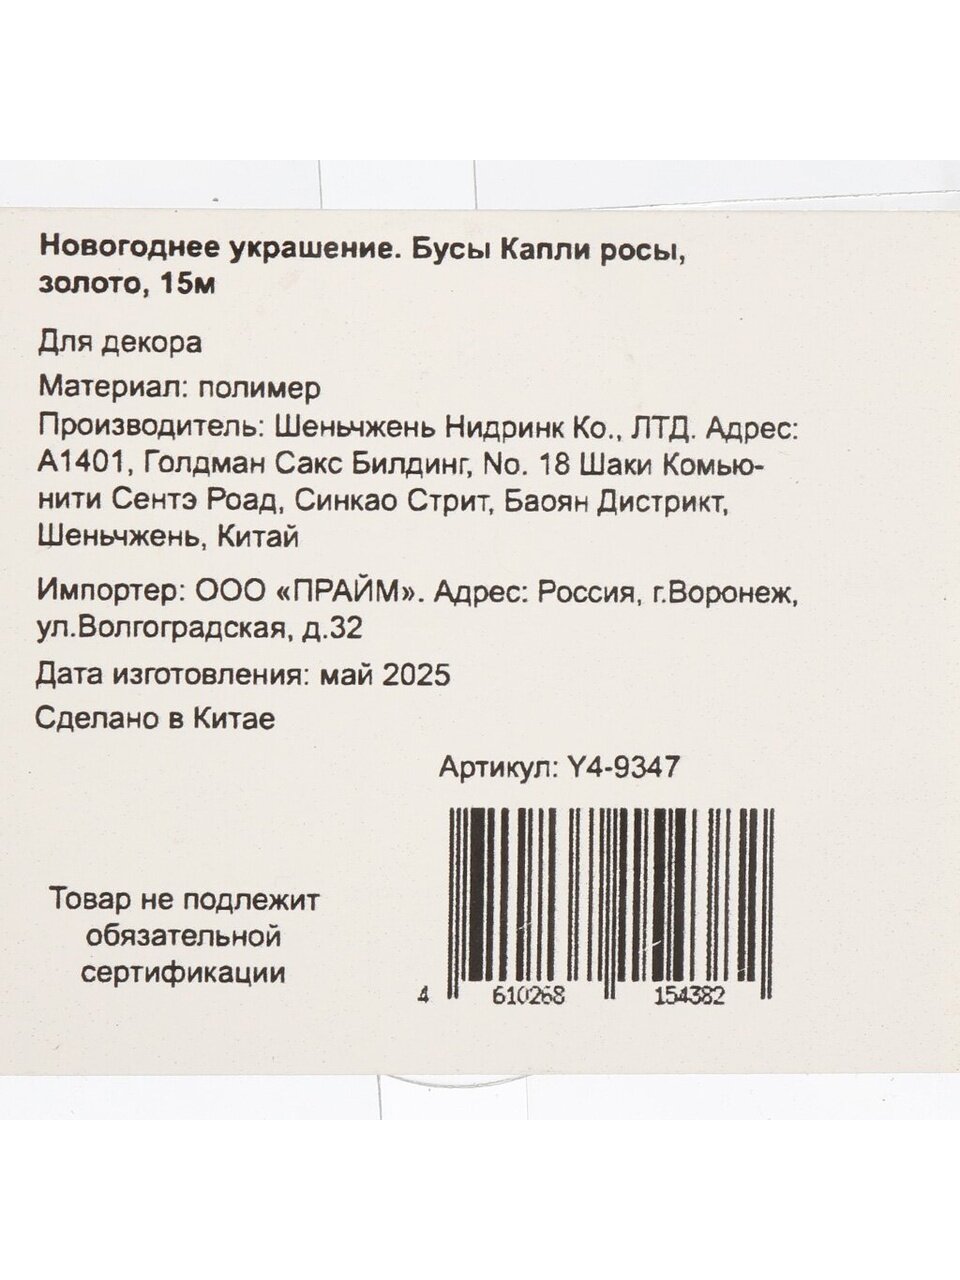 Новогоднее украшение. Бусы Капли росы,
золото, 15м
Для декора
Материал: полимер
Производитель: Шеньчжень Нидринк Ко., ЛТД. Адрес:
А1401, Голдман Сакс Билдинг, No. 18 Шаки Комью-
нити Сентэ Роад, Синкао Стрит, Баоян Дистрикт,
Шеньчжень, Китай
Импортер: ООО «ПРАЙМ». Адрес: Россия, г.Воронеж,
ул.Волгоградская, д.32
Дата изготовления: май 2025
Сделано в Китае
Артикул: Y4-9347
Товар не подлежит
обязательной
сертификации
4 610268 154382